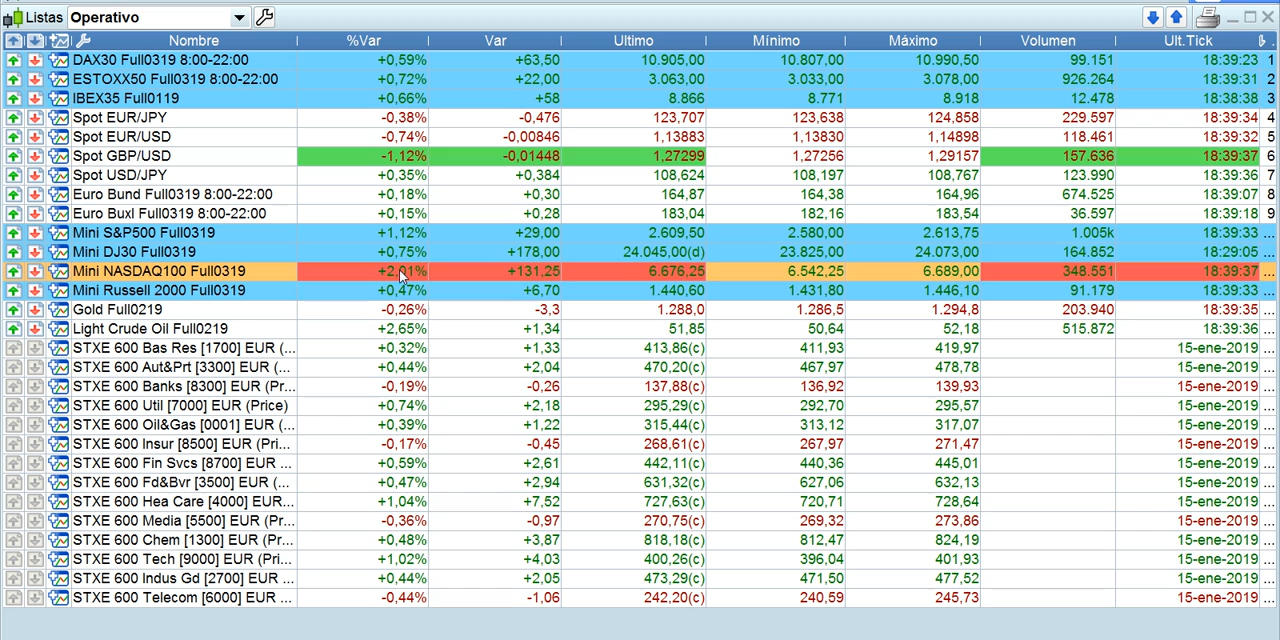 Listas Operativo
Nombre %Var Var Ultimo Mínimo Máximo Volumen Ult.Tick
DAX30 Full0319 8:00-22:00 +0,59% +63,50 10.905,00 10.807,00 10.990,50 99.151 18:39:23 1
ESTOXX50 Full0319 8:00-22:00 +0,72% +22,00 3.063,00 3.033,00 3.078,00 926.264 18:39:31 2
IBEX35 Full0119 +0,66% +58 8.866 8.771 8.918 12.478 18:38:38 3
Spot EUR/JPY -0,38% -0,476 123,707 123,638 124,858 229.597 18:39:34 4
Spot EUR/USD -0,74% -0,00846 1,13883 1,13830 1,14898 118.461 18:39:32 5
Spot GBP/USD -1,12% -0,01448 1,27299 1,27256 1,29157 157.636 18:39:37 6
Spot USD/JPY +0,35% +0,384 108,624 108,197 108,767 123.990 18:39:36 7
Euro Bund Full0319 8:00-22:00 +0,18% +0,30 164,87 164,38 164,96 674.525 18:39:07 8
Euro Buxl Full0319 8:00-22:00 +0,15% +0,28 183,04 182,16 183,54 36.597 18:39:18 9
Mini S&P500 Full0319 +1,12% +29,00 2.609,50 2.580,00 2.613,75 1.005k 18:39:33 ...
Mini DJ30 Full0319 +0,75% +178,00 24.045,00(d) 23.825,00 24.073,00 164.852 18:29:05 ...
Mini NASDAQ100 Full0319 +131,25 6.676,25 6.542,25 6.689,00 348.551 18:39:37 ...
Mini Russell 2000 Full0319 +0,47% +6,70 1.440,60 1.431,80 1.446,10 91.179 18:39:33 ...
Gold Full0219 -0,26% -3,3 1.288,0 1.286,5 1.294,8 203.940 18:39:35 ...
Light Crude Oil Full0219 +2,65% +1,34 51,85 50,64 52,18 515.872 18:39:36 ...
STXE 600 Bas Res [1700] EUR (... +0,32% +1,33 413,86(c) 411,93 419,97 15-ene-2019 ...
STXE 600 Aut&Prt [3300] EUR (... +0,44% +2,04 470,20(c) 467,97 478,78 15-ene-2019 ...
STXE 600 Banks [8300] EUR (Pr... -0,19% -0,26 137,88(c) 136,92 139,93 15-ene-2019 ...
STXE 600 Util [7000] EUR (Price) +0,74% +2,18 295,29(c) 292,70 295,57 15-ene-2019 ...
STXE 600 Oil&Gas [0001] EUR (... +0,39% +1,22 315,44(c) 313,12 317,07 15-ene-2019 ...
STXE 600 Insur [8500] EUR (Pri... -0,17% -0,45 268,61(c) 267,97 271,47 15-ene-2019 ...
STXE 600 Fin Svcs [8700] EUR ... +0,59% +2,61 442,11(c) 440,36 445,01 15-ene-2019 ...
STXE 600 Fd&Bvr [3500] EUR (... +0,47% +2,94 631,32(c) 627,06 632,13 15-ene-2019 ...
STXE 600 Hea Care [4000] EUR... +1,04% +7,52 727,63(c) 720,71 728,64 15-ene-2019 ...
STXE 600 Media [5500] EUR (Pr... -0,36% -0,97 270,75(c) 269,32 273,86 15-ene-2019 ...
STXE 600 Chem [1300] EUR (Pr... +0,48% +3,87 818,18(c) 812,47 824,19 15-ene-2019 ...
STXE 600 Tech [9000] EUR (Pri... +1,02% +4,03 400,26(c) 396,04 401,93 15-ene-2019 ...
STXE 600 Indus Gd [2700] EUR ... +0,44% +2,05 473,29(c) 471,50 477,52 15-ene-2019 ...
STXE 600 Telecom [6000] EUR ... -0,44% -1,06 242,20(c) 240,59 245,73 15-ene-2019 ...